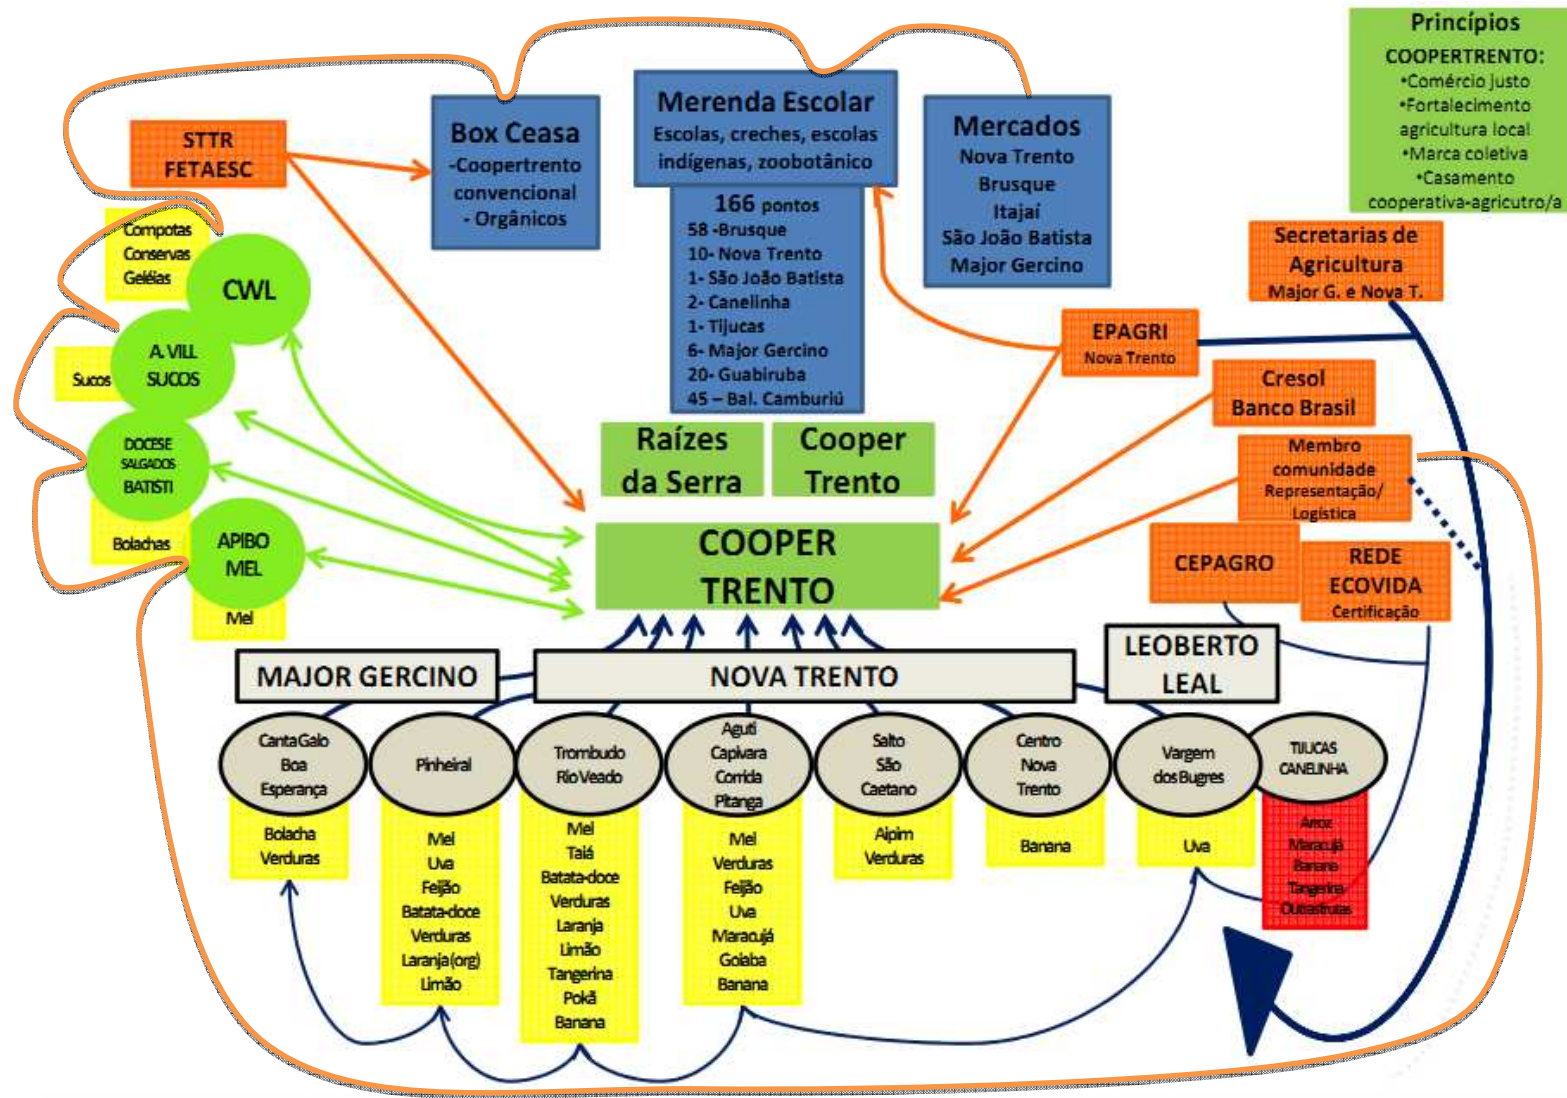 Princípios
COOPERTRENTO:
•Comércio justo
•Fortalecimento
agricultura local
•Marca coletiva
•Casamento
cooperativa-agricutro/a
Merenda Escolar
Escolas, creches, escolas
indígenas, zoobotânico
166 pontos
58 -Brusque
10- Nova Trento
1- São João Batista
2- Canelinha
1- Tijucas
6- Major Gercino
20- Guabiruba
45 – Bal. Camburiú
Box Ceasa
-Coopertrento
convencional
- Orgânicos
Mercados
Nova Trento
Brusque
Itajaí
São João Batista
Major Gercino
STTR
FETAESC
Compotas
Conservas
Geléias
CWL
A. VILL
SUCOS
Sucos
DOCES E
SALGADOS
BATISTI
Bolachas
APIBO
MEL
Mel
Secretarias de
Agricultura
Major G. e Nova T.
EPAGRI
Nova Trento
Cresol
Banco Brasil
Membro
comunidade
Representação/
Logística
CEPAGRO
REDE
ECOVIDA
Certificação
Raízes
da Serra
Cooper
Trento
COOPER
TRENTO
MAJOR GERCINO
NOVA TRENTO
LEOBERTO
LEAL
Canta Galo
Boa
Esperança
Bolacha
Verduras
Pinheiral
Mel
Uva
Feijão
Batata-doce
Verduras
Laranja (org)
Limão
Trombudo
Rio Veado
Mel
Taiá
Batata-doce
Verduras
Laranja
Limão
Tangerina
Pokã
Banana
Aguti
Capivara
Corrida
Pitanga
Mel
Verduras
Feijão
Uva
Maracujá
Goiaba
Banana
Salto
São
Caetano
Aipim
Verduras
Centro
Nova
Trento
Banana
Vargem
dos Bugres
Uva
TIJUCAS
CANELINHA
Arroz
Maracujá
Banana
Tangerina
Outras frutas